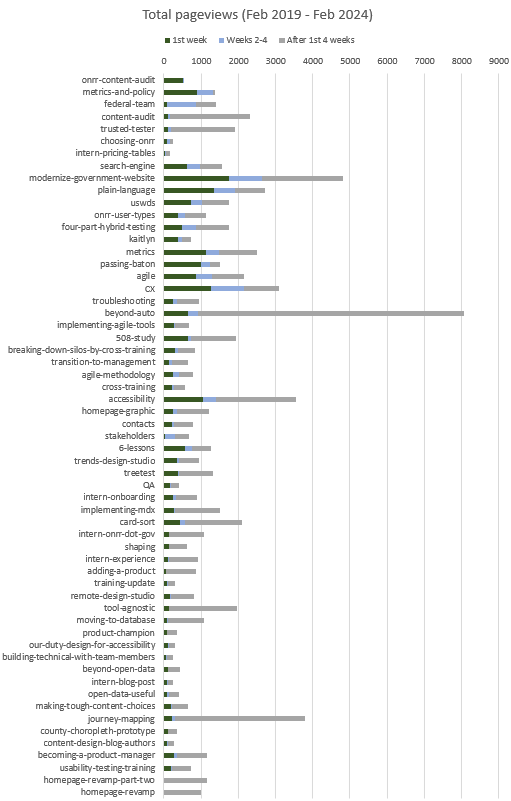 Total pageviews (Feb 2019 - Feb 2024)
1st week Weeks 2-4 After 1st 4 weeks
0 1000 2000 3000 4000 5000 6000 7000 8000 9000
onrr-content-audit
metrics-and-policy
federal-team
content-audit
trusted-tester
choosing-onrr
intern-pricing-tables
search-engine
modernize-government-website
plain-language
uswds
onrr-user-types
four-part-hybrid-testing
kaitlyn
metrics
passing-baton
agile
CX
troubleshooting
beyond-auto
implementing-agile-tools
508-study
breaking-down-silos-by-cross-training
transition-to-management
agile-methodology
cross-training
accessibility
homepage-graphic
contacts
stakeholders
6-lessons
trends-design-studio
treetest
QA
intern-onboarding
implementing-mdx
card-sort
intern-onrr-dot-gov
shaping
intern-experience
adding-a-product
training-update
remote-design-studio
tool-agnostic
moving-to-database
product-champion
our-duty-design-for-accessibility
building-technical-with-team-members
beyond-open-data
intern-blog-post
open-data-useful
making-tough-content-choices
journey-mapping
county-choropleth-prototype
content-design-blog-authors
becoming-a-product-manager
usability-testing-training
homepage-revamp-part-two
homepage-revamp